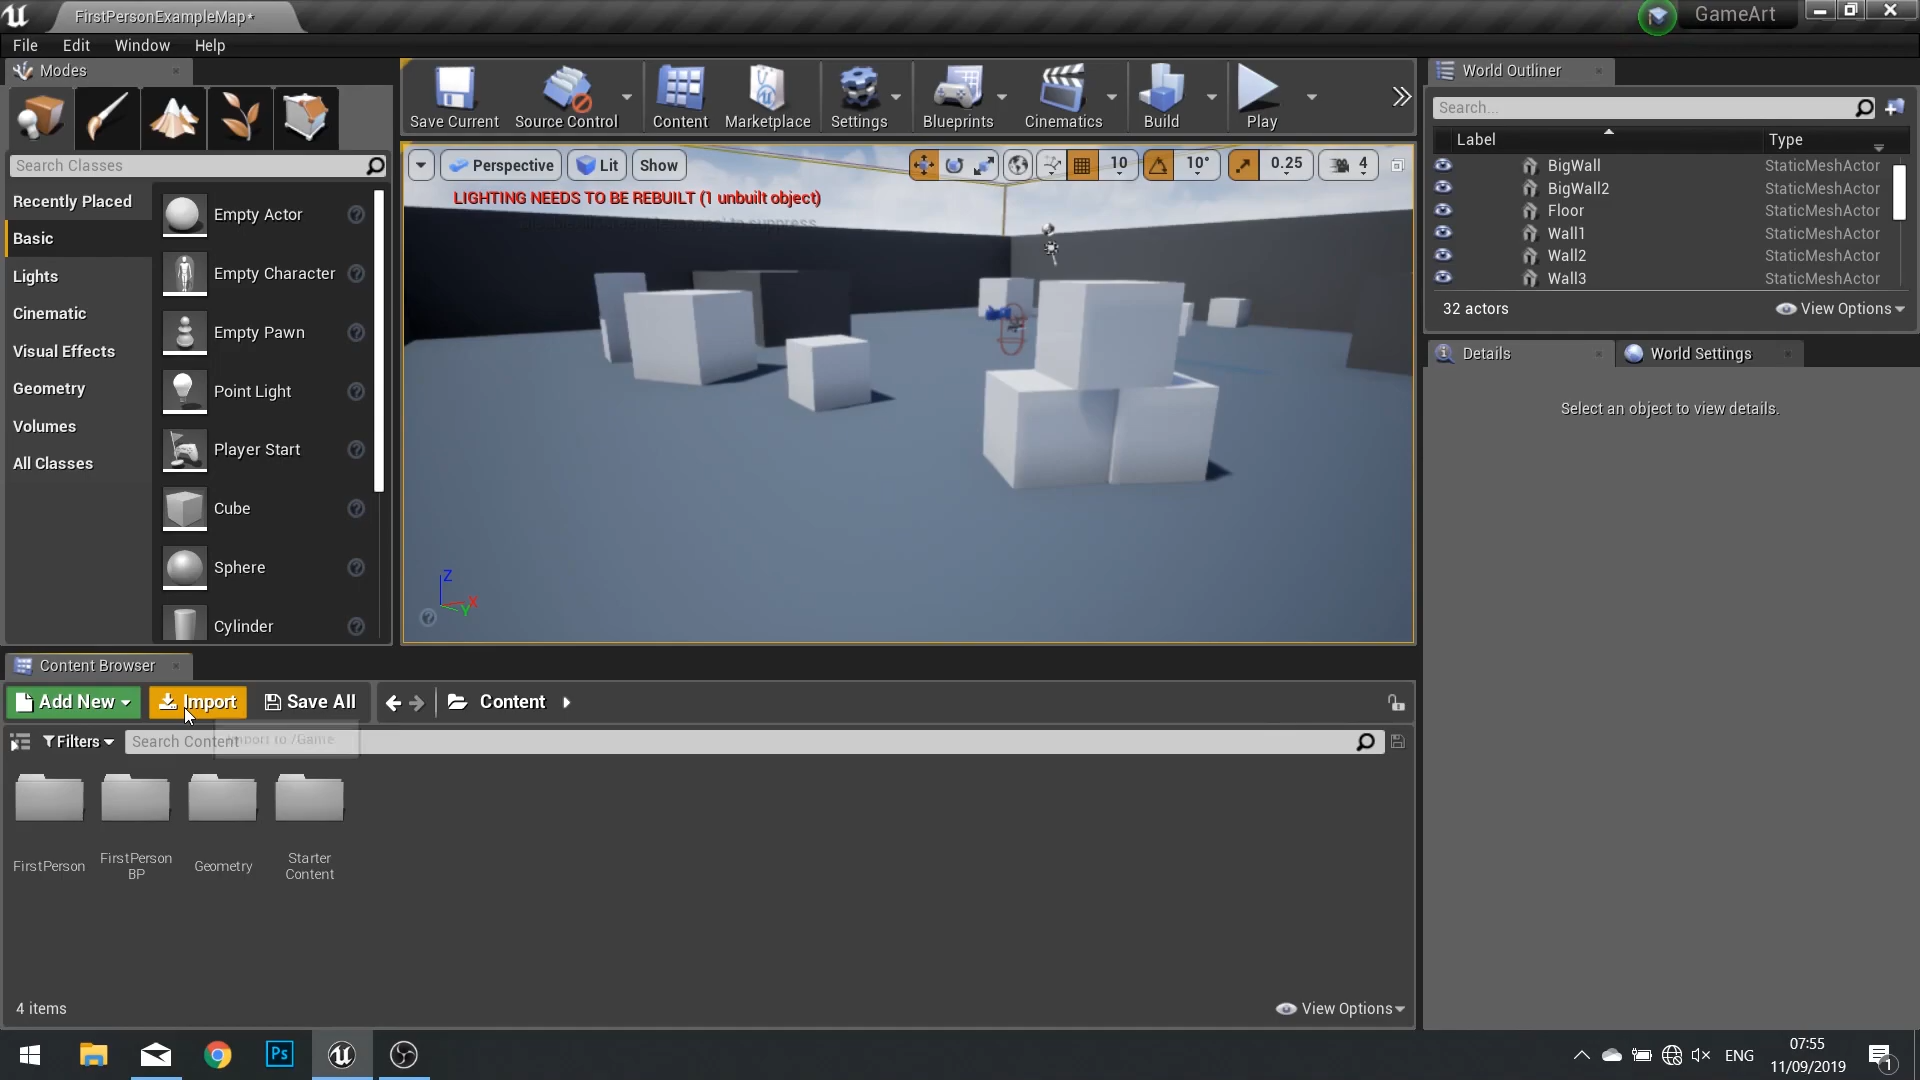 FirstPersonExampleMap*
GameArt
File Edit Window Help
Modes
World Outliner
Save Current
Source Control
Content
Marketplace
Settings
Blueprints
Cinematics
Build
Play
Search...
Label Type
Search Classes
Perspective Lit Show
10 10° 0.25 4
LIGHTING NEEDS TO BE REBUILT (1 unbuilt object)
suppress
BigWall StaticMeshActor
BigWall2 StaticMeshActor
Floor StaticMeshActor
Wall1 StaticMeshActor
Wall2 StaticMeshActor
Wall3 StaticMeshActor
32 actors
View Options
Details
World Settings
Select an object to view details.
Recently Placed
Basic
Lights
Cinematic
Visual Effects
Geometry
Volumes
All Classes
Empty Actor
Empty Character
Empty Pawn
Point Light
Player Start
Cube
Sphere
Cylinder
Z
X
Y
Content Browser
Add New Import Save All Content
Filters Search Content
Import to /Game
FirstPerson
FirstPerson
BP
Geometry
Starter
Content
4 items
View Options
Ps
ENG
07:55
11/09/2019
1